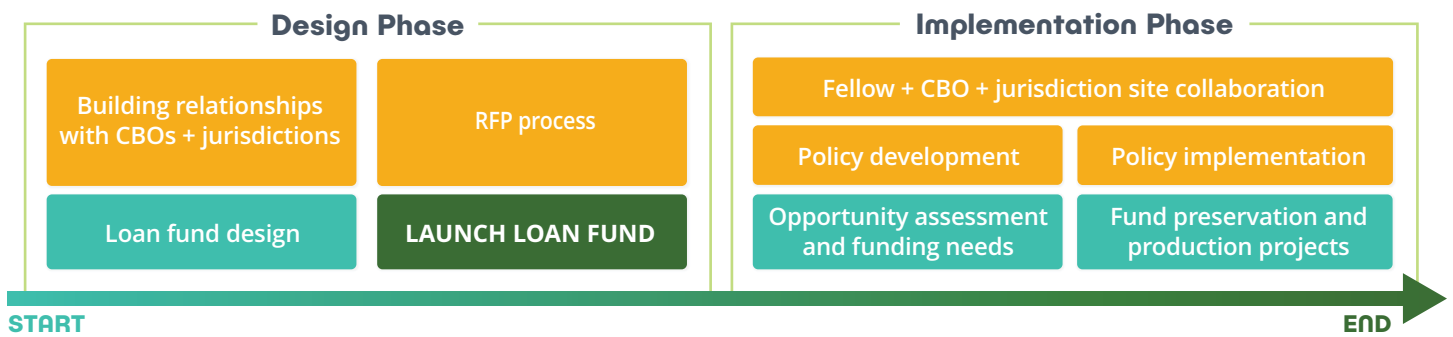 Design Phase
Building relationships
with CBOs + jurisdictions
RFP process
Loan fund design
LAUNCH LOAN FUND
Implementation Phase
Fellow + CBO + jurisdiction site collaboration
Policy development
Policy implementation
Opportunity assessment
and funding needs
Fund preservation and
production projects
START
END